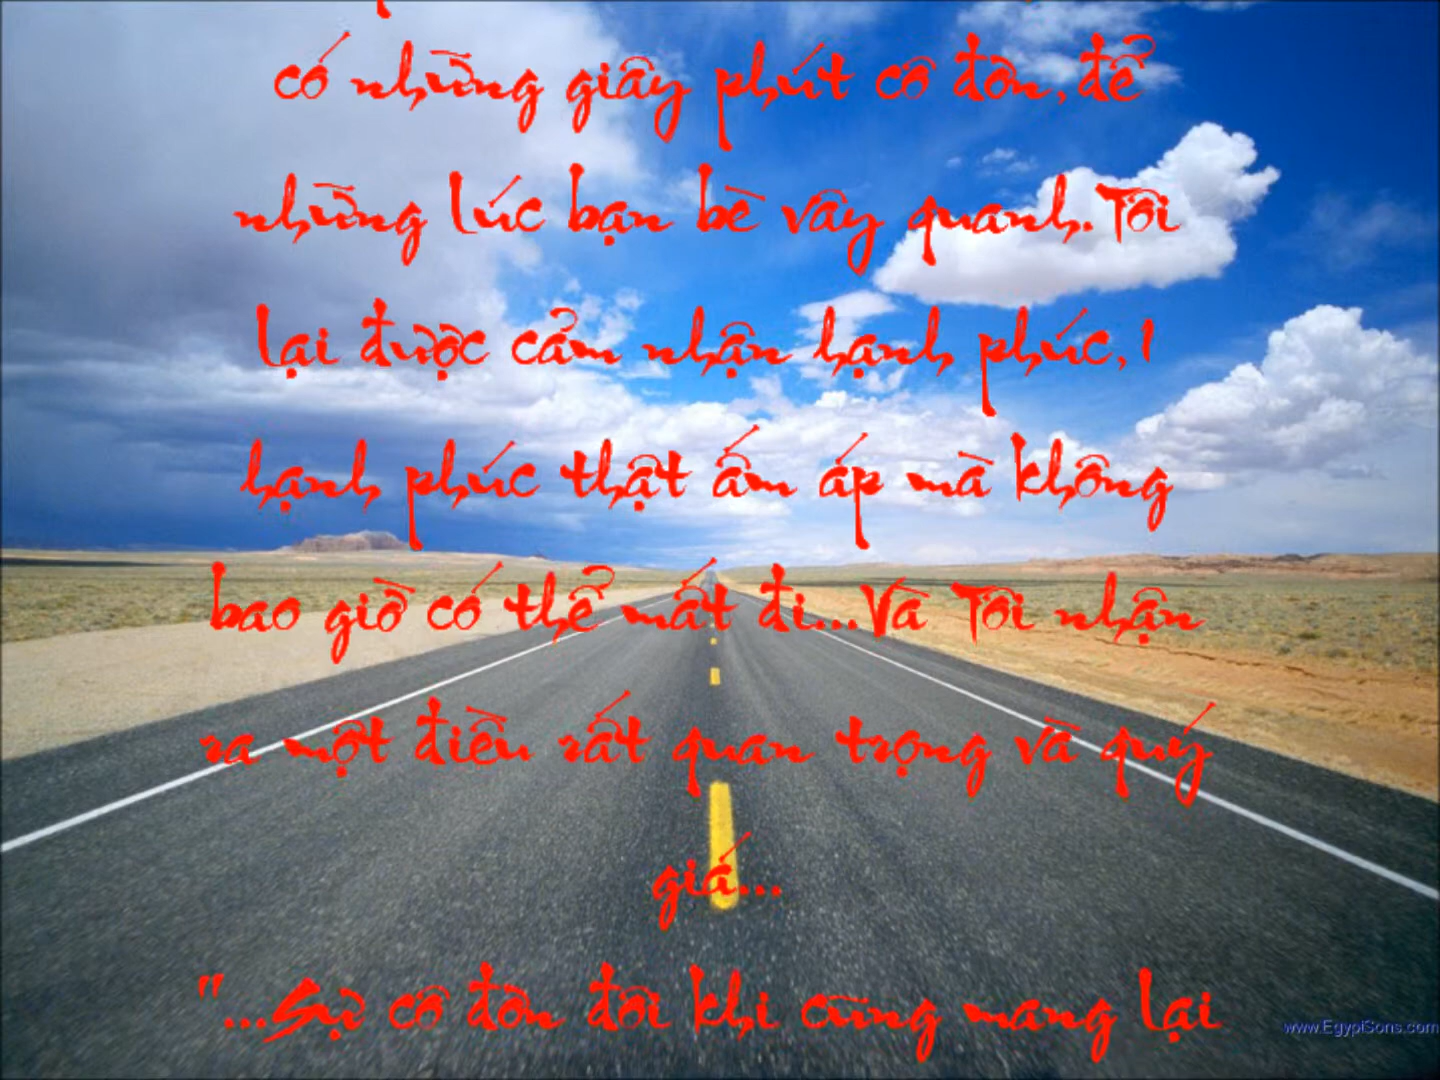 có những giây phút cô đơn, để
những lúc bạn bè vây quanh. Tôi
lại được cảm nhận hạnh phúc, 1
hạnh phúc thật ấm áp mà không
bao giờ có thể mất đi... Và Tôi nhận
ra một điều rất quan trọng và quý
giá...
"...Sự cô đơn đôi khi cũng mang lại
www.EgyptSons.com